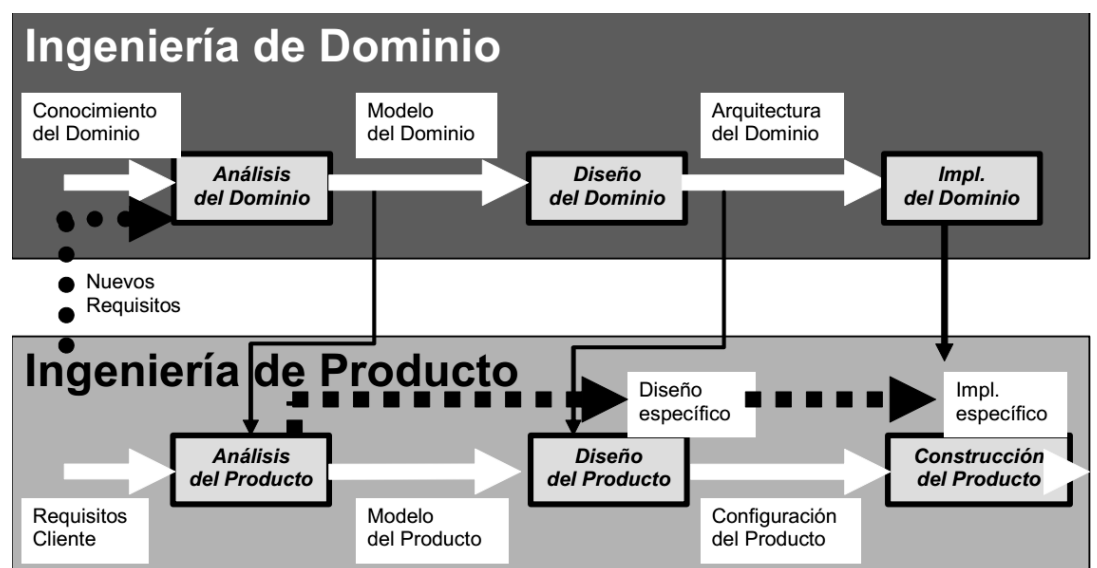 Ingeniería de Dominio
Conocimiento
del Dominio
Modelo
del Dominio
Arquitectura
del Dominio
Análisis
del Dominio
Diseño
del Dominio
Impl.
del Dominio
Nuevos
Requisitos
Ingeniería de Producto
Diseño
específico
Impl.
específico
Análisis
del Producto
Diseño
del Producto
Construcción
del Producto
Requisitos
Cliente
Modelo
del Producto
Configuración
del Producto